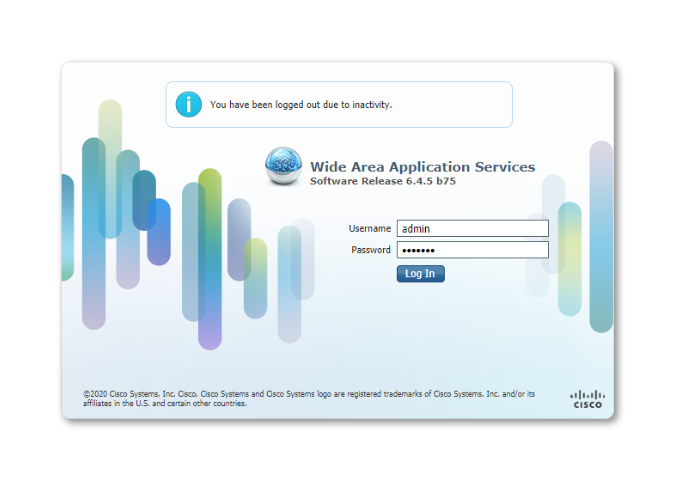 You have been logged out due to inactivity.
Wide Area Application Services
Software Release 6.4.5 b75
Username admin
Password •••••••
Log In
©2020 Cisco Systems, Inc. Cisco, Cisco Systems and Cisco Systems logo are registered trademarks of Cisco Systems, Inc. and/or its
affiliates in the U.S. and certain other countries.
CISCO